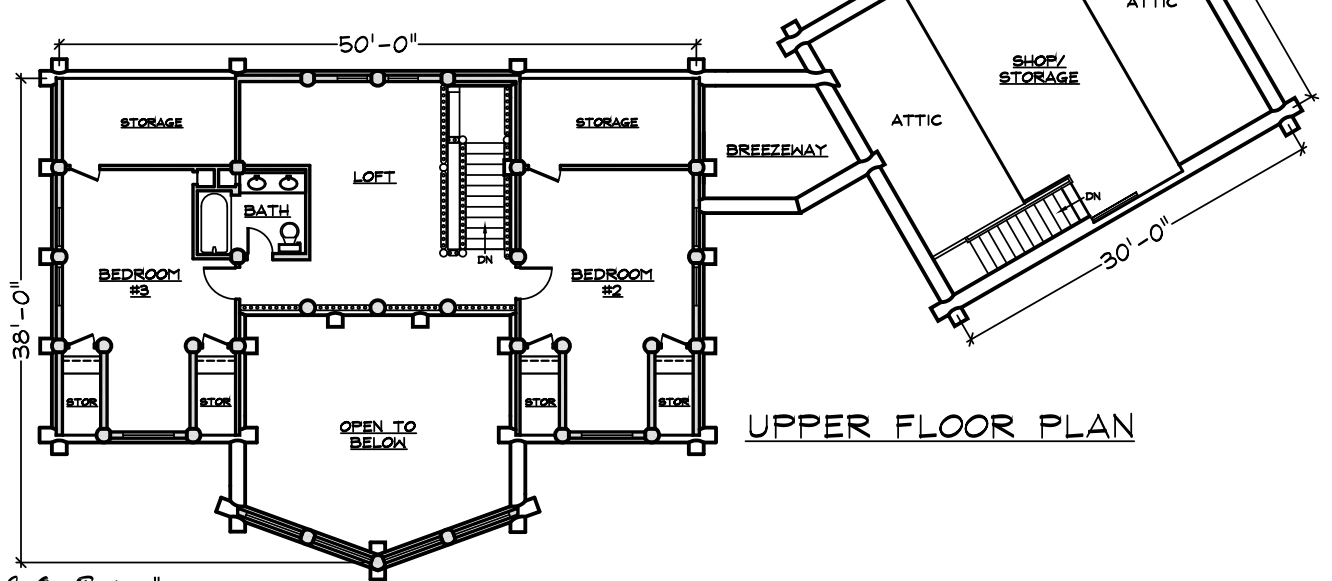 50'-0"
ATTIC
SHOP/
STORAGE
STORAGE
STORAGE
ATTIC
BREEZEWAY
LOFT
BATH
DN
DN
30'-0"
BEDROOM
#3
BEDROOM
#2
38'-0"
STOR
STOR
STOR
STOR
OPEN TO
BELOW
UPPER FLOOR PLAN